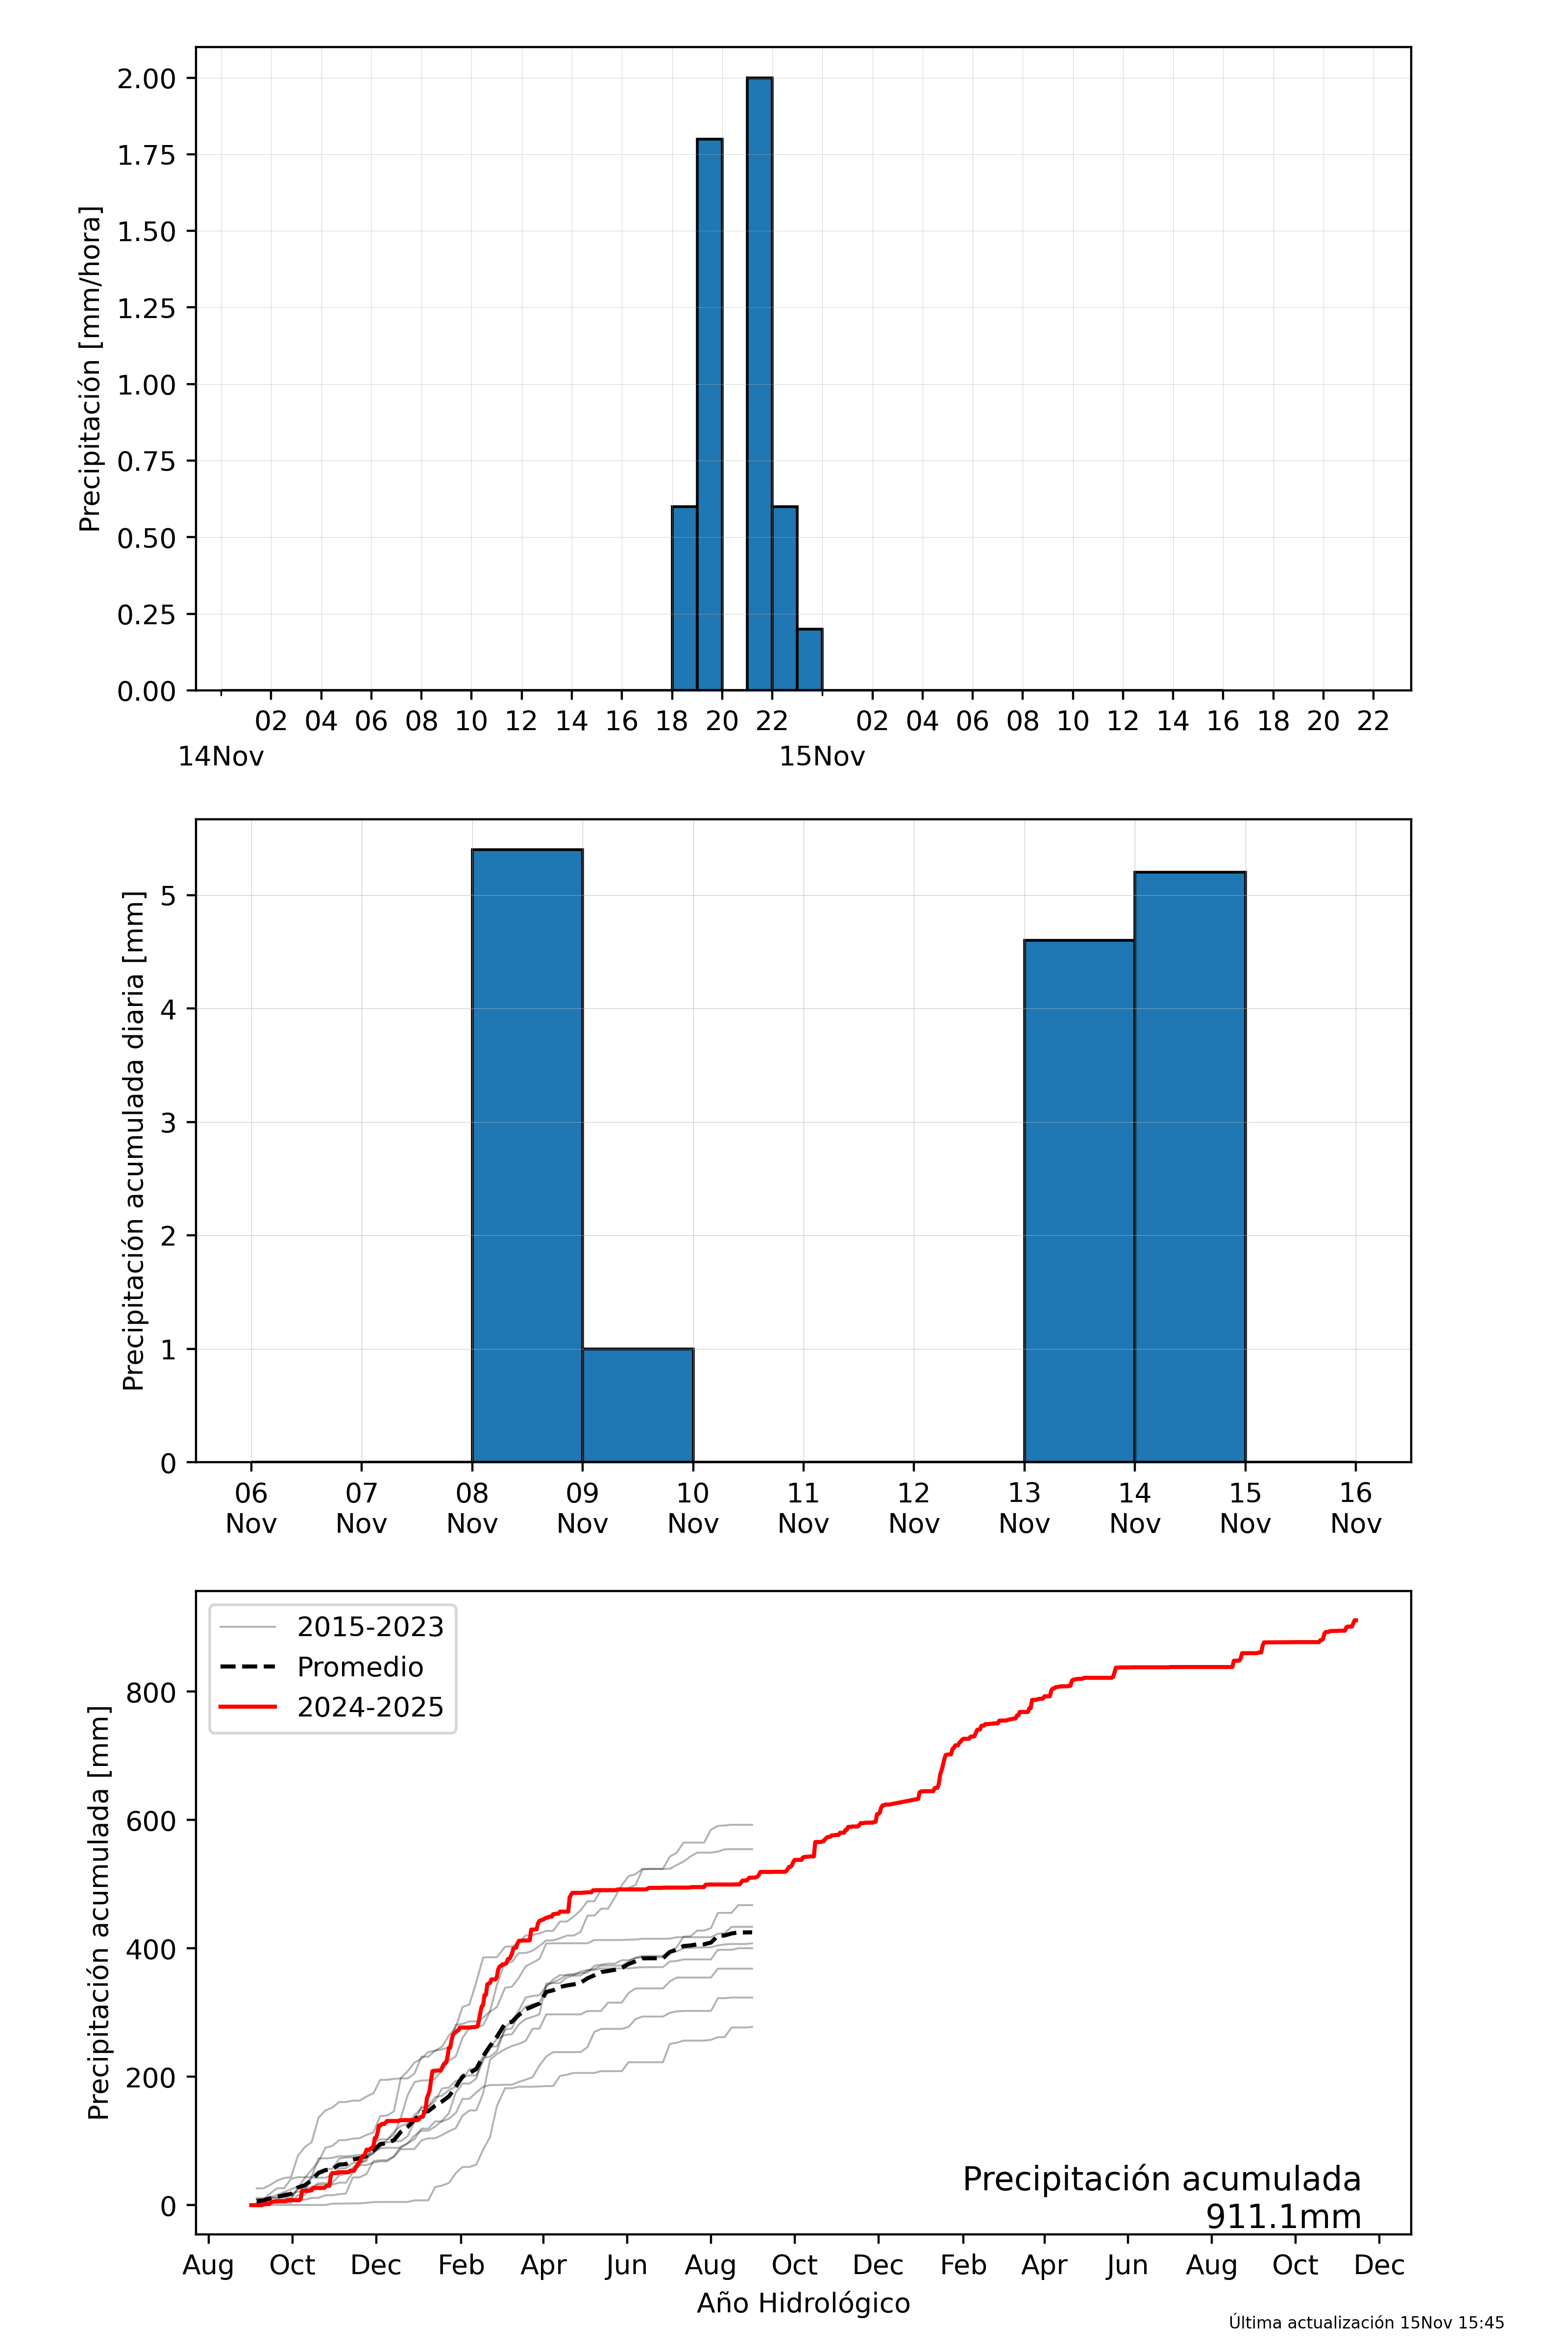 Precipitación [mm/hora]
2.00
1.75
1.50
1.25
1.00
0.75
0.50
0.25
0.00
02 04 06 08 10 12 14 16 18 20 22 02 04 06 08 10 12 14 16 18 20 22
14Nov 15Nov
Precipitación acumulada diaria [mm]
5
4
3
2
1
0
06 07 08 09 10 11 12 13 14 15 16
Nov Nov Nov Nov Nov Nov Nov Nov Nov Nov Nov
Precipitación acumulada [mm]
800
600
400
200
0
2015-2023
Promedio
2024-2025
Precipitación acumulada
911.1mm
Aug Oct Dec Feb Apr Jun Aug Oct Dec Feb Apr Jun Aug Oct Dec
Año Hidrológico
Última actualización 15Nov 15:45